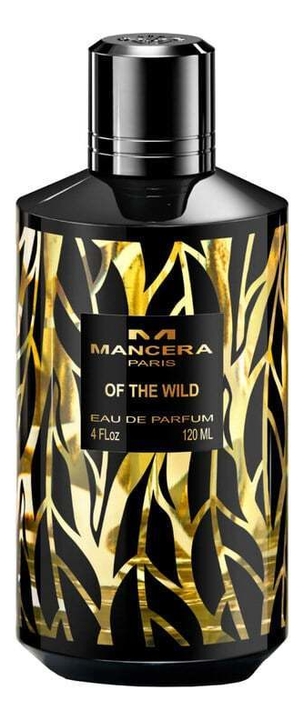 M
MANCERA
PARIS
OF THE WILD
EAU DE PARFUM
4 FLoz 120 ML